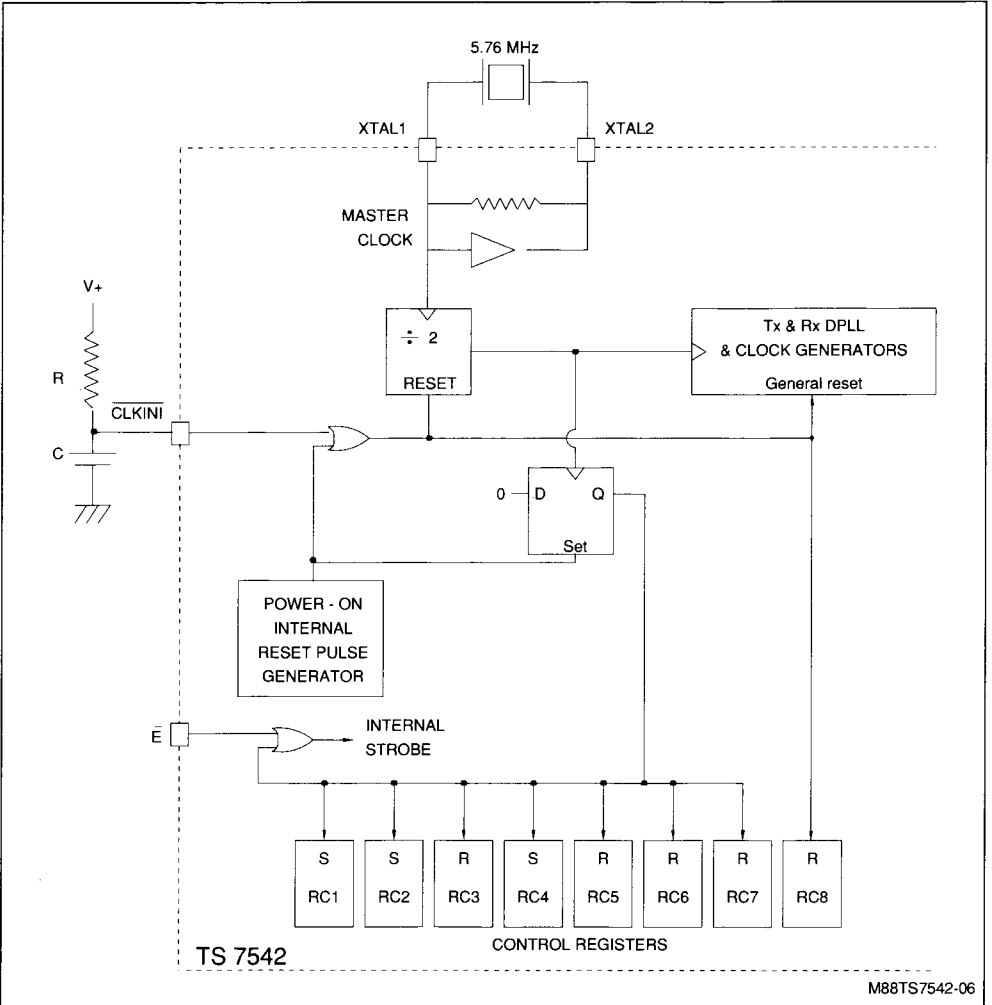 5.76 MHz
XTAL1
XTAL2
MASTER
CLOCK
V+
R
CLKINI
C
÷ 2
RESET
Tx & Rx DPLL
& CLOCK GENERATORS
General reset
0
D
Q
Set
POWER - ON
INTERNAL
RESET PULSE
GENERATOR
E
INTERNAL
STROBE
S
RC1
S
RC2
R
RC3
S
RC4
R
RC5
R
RC6
R
RC7
R
RC8
CONTROL REGISTERS
TS 7542
M88TS7542-06